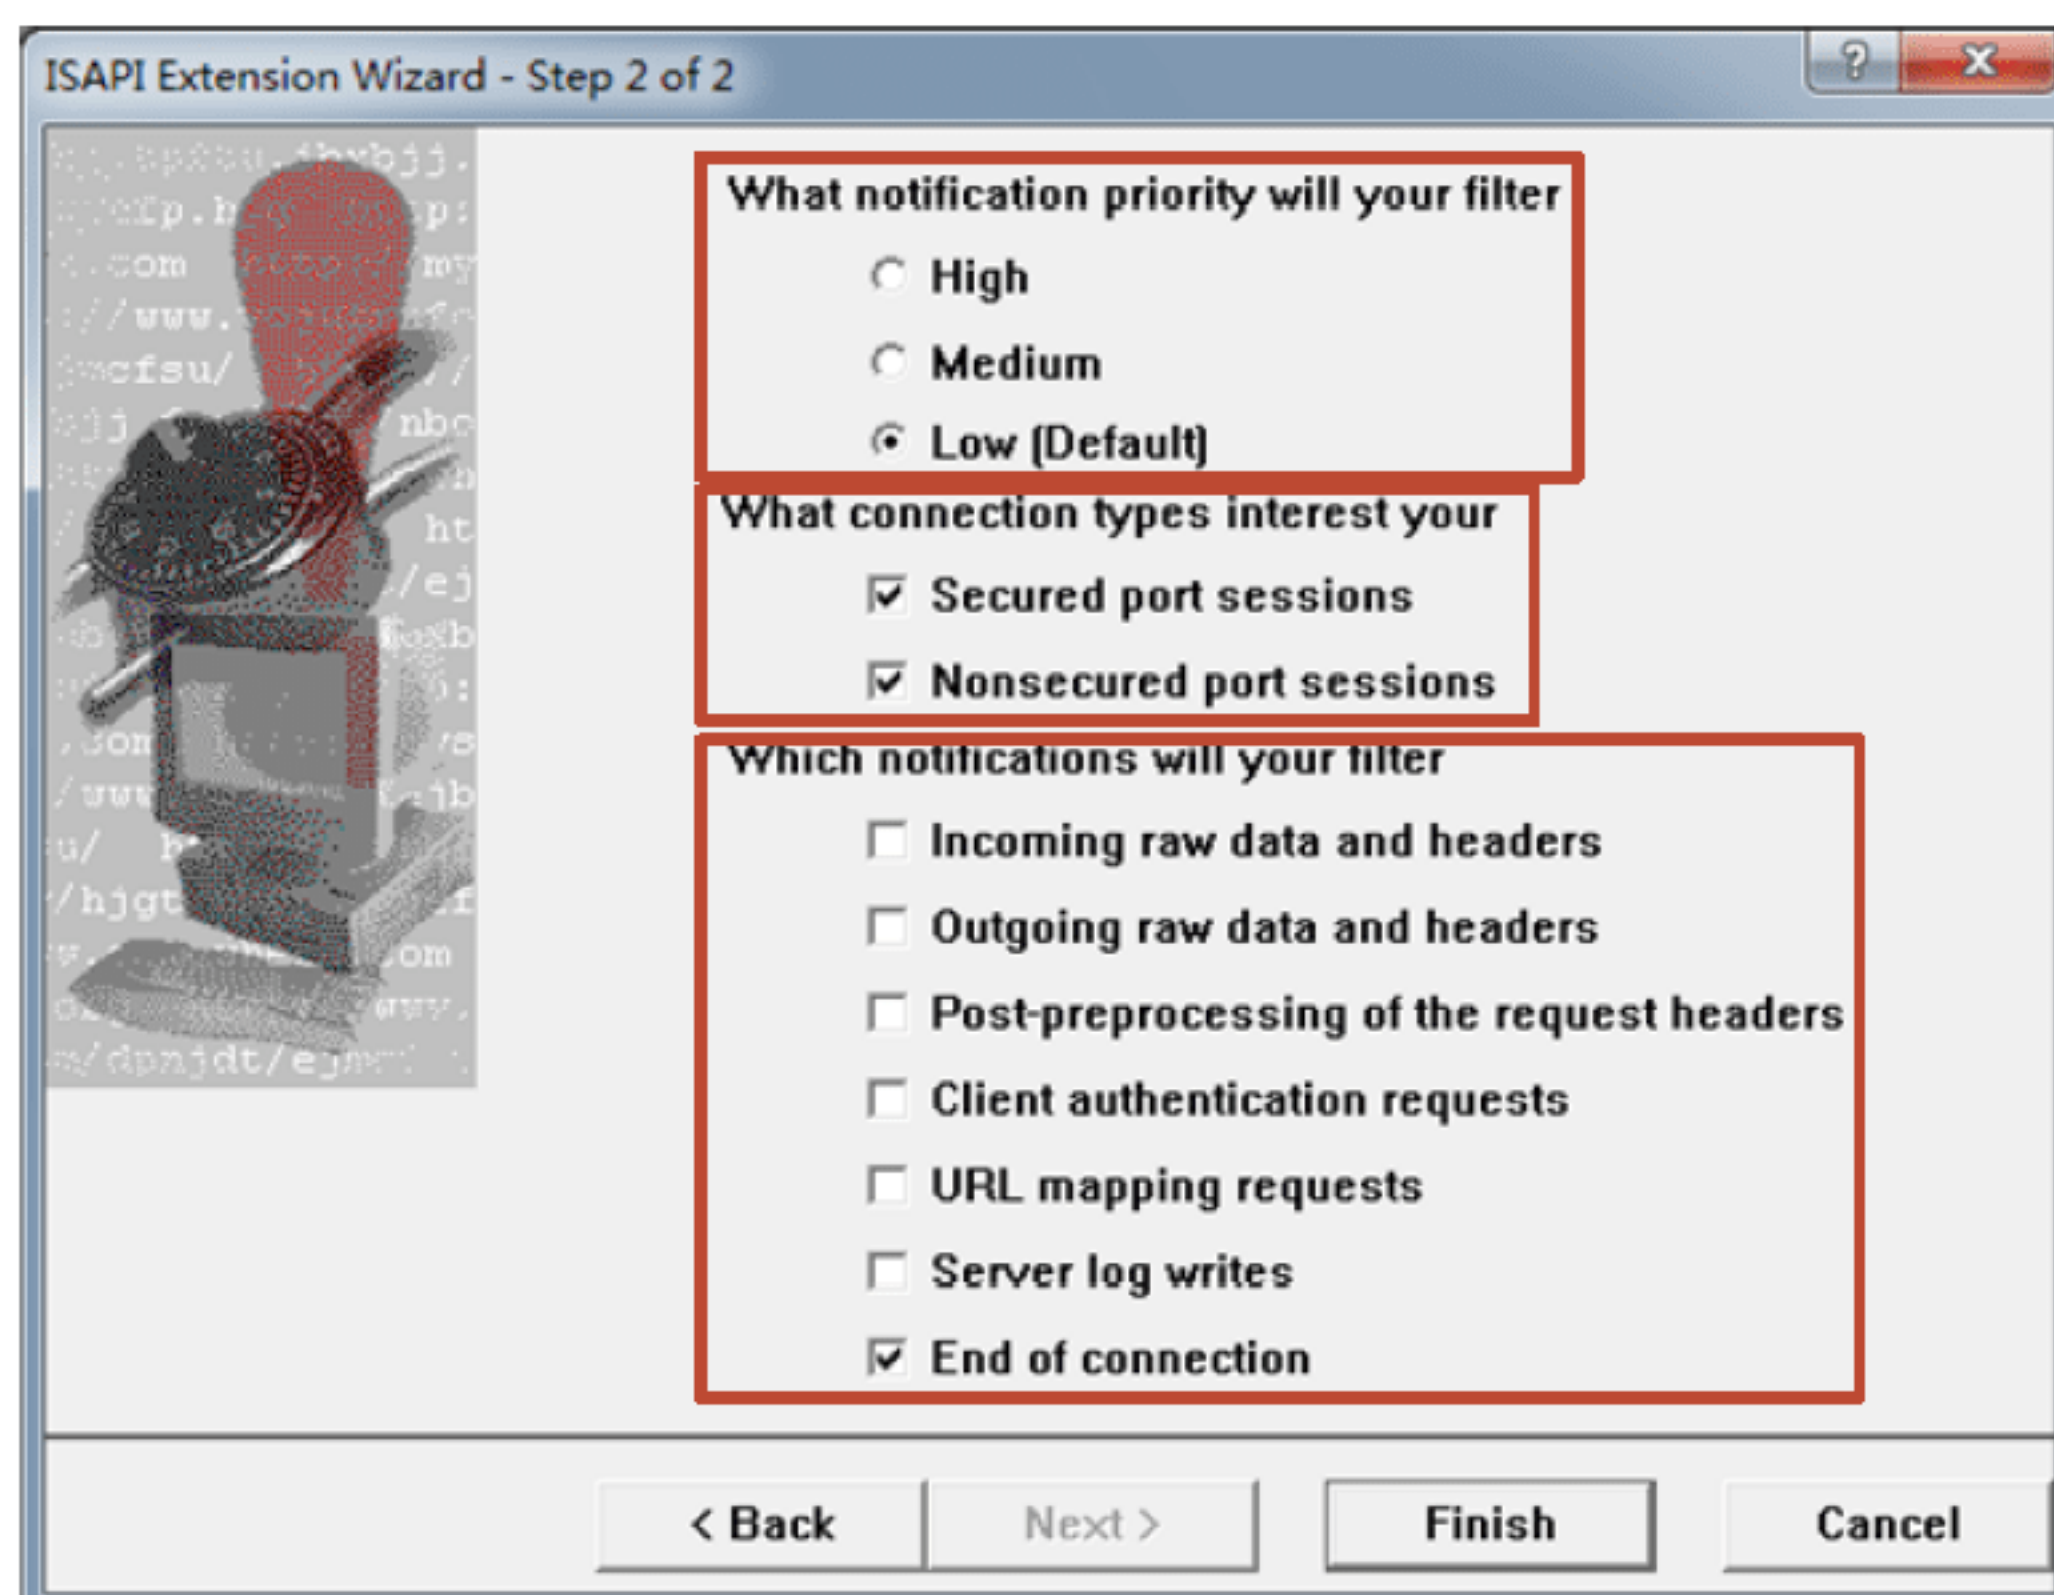 ISAPI Extension Wizard - Step 2 of 2
What notification priority will your filter
High
Medium
Low (Default)
What connection types interest your
Secured port sessions
Nonsecured port sessions
Which notifications will your filter
Incoming raw data and headers
Outgoing raw data and headers
Post-preprocessing of the request headers
Client authentication requests
URL mapping requests
Server log writes
End of connection
< Back
Next >
Finish
Cancel